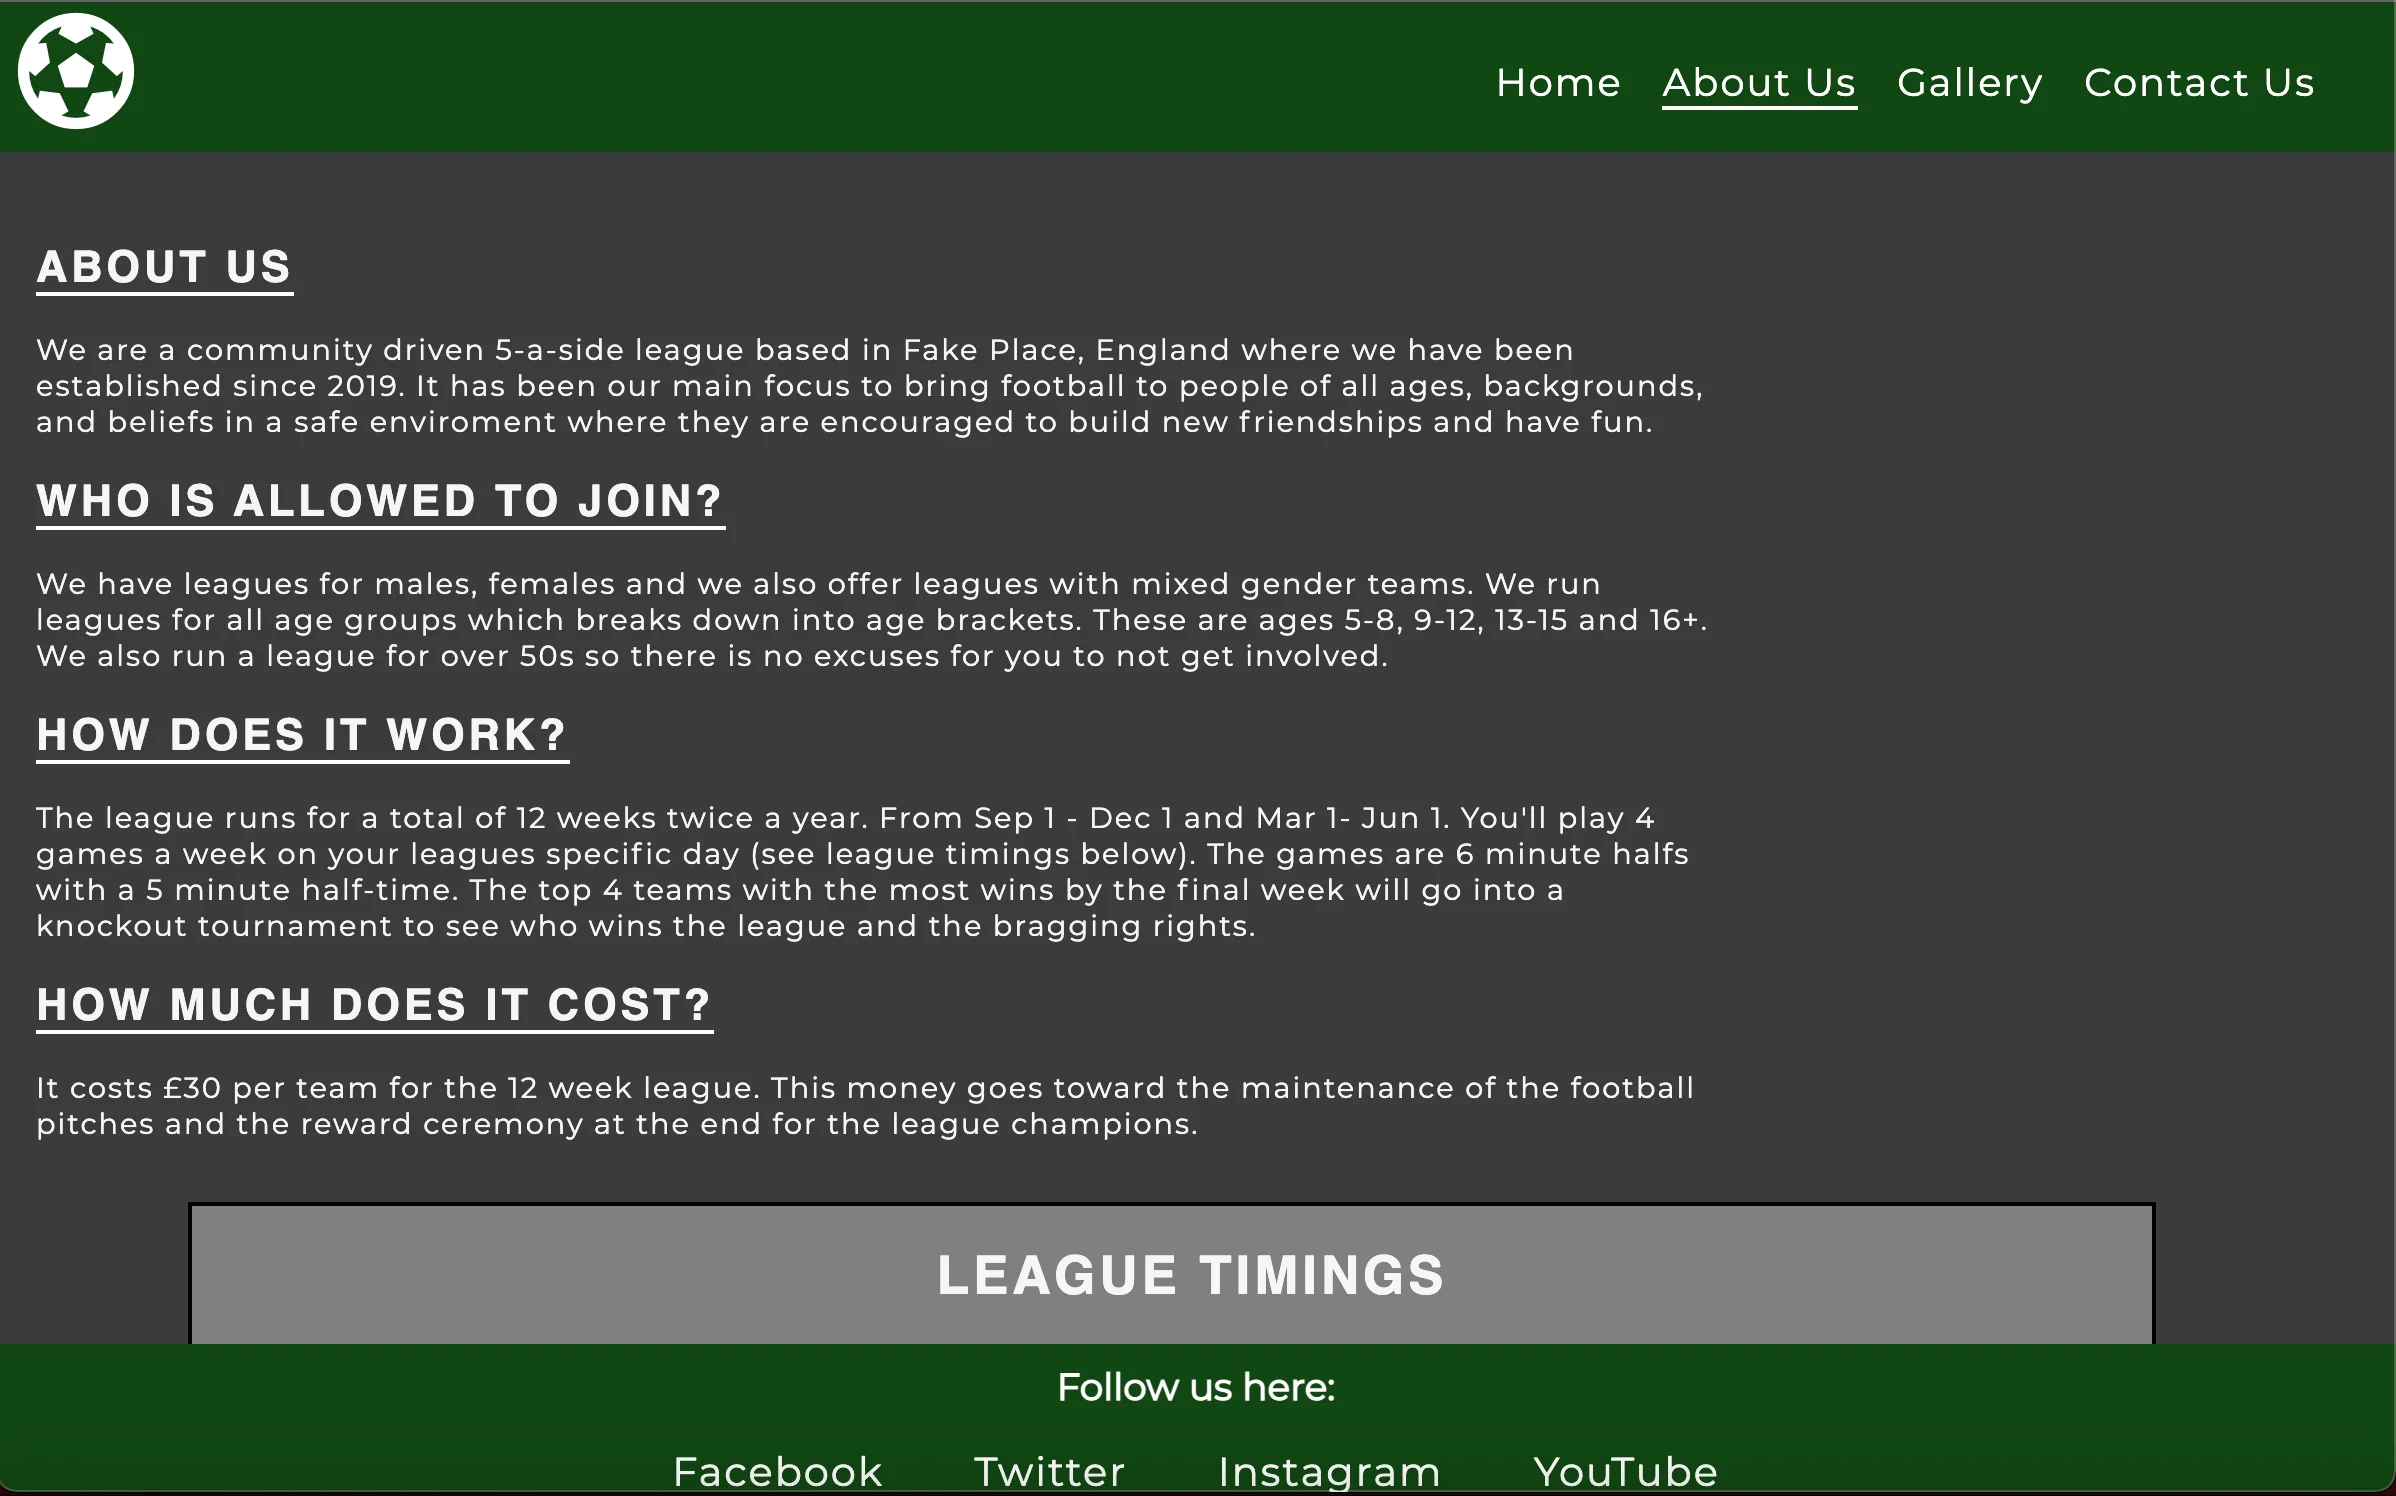 Home About Us Gallery Contact Us
ABOUT US
We are a community driven 5-a-side league based in Fake Place, England where we have been
established since 2019. It has been our main focus to bring football to people of all ages, backgrounds,
and beliefs in a safe enviroment where they are encouraged to build new friendships and have fun.
WHO IS ALLOWED TO JOIN?
We have leagues for males, females and we also offer leagues with mixed gender teams. We run
leagues for all age groups which breaks down into age brackets. These are ages 5-8, 9-12, 13-15 and 16+.
We also run a league for over 50s so there is no excuses for you to not get involved.
HOW DOES IT WORK?
The league runs for a total of 12 weeks twice a year. From Sep 1 - Dec 1 and Mar 1- Jun 1. You'll play 4
games a week on your leagues specific day (see league timings below). The games are 6 minute halfs
with a 5 minute half-time. The top 4 teams with the most wins by the final week will go into a
knockout tournament to see who wins the league and the bragging rights.
HOW MUCH DOES IT COST?
It costs £30 per team for the 12 week league. This money goes toward the maintenance of the football
pitches and the reward ceremony at the end for the league champions.
LEAGUE TIMINGS
Follow us here:
Facebook Twitter Instagram YouTube